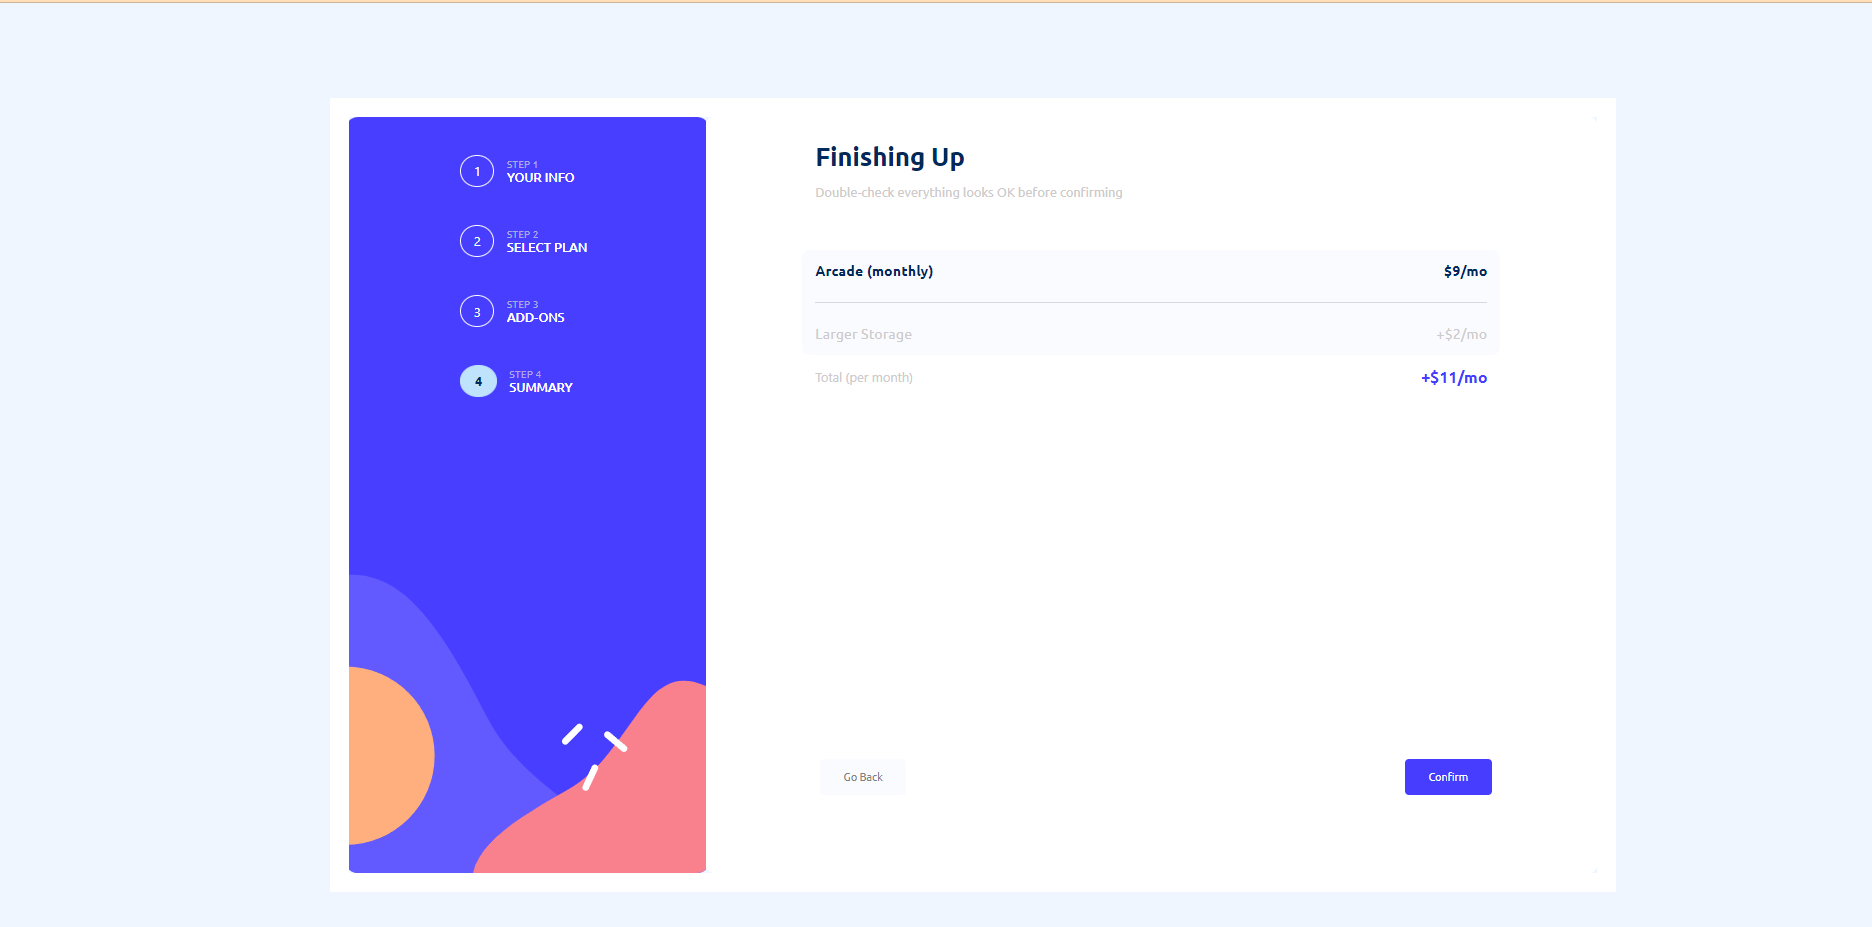 1
STEP 1
YOUR INFO
2
STEP 2
SELECT PLAN
3
STEP 3
ADD-ONS
4
STEP 4
SUMMARY
Finishing Up
Double-check everything looks OK before confirming
Arcade (monthly) $9/mo
Larger Storage +$2/mo
Total (per month) +$11/mo
Go Back Confirm